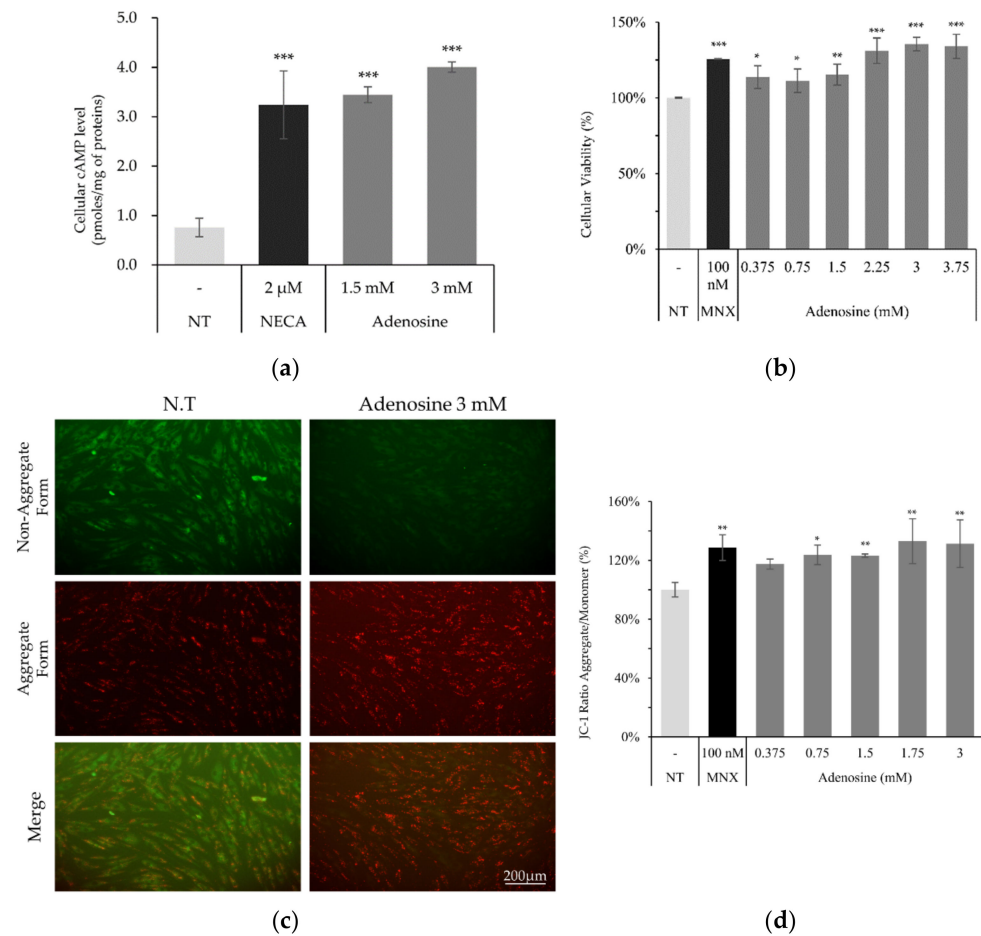 5.0
4.0
3.0
2.0
1.0
0.0
Cellular cAMP level
(pmoles/mg of proteins)
***
***
***
-
2 μM
1.5 mM
3 mM
NT
NECA
Adenosine
(a)
150%
100%
50%
0%
Cellular Viability (%)
***
*
*
**
***
***
***
-
100
nM
0.375
0.75
1.5
2.25
3
3.75
NT
MNX
Adenosine (mM)
(b)
N.T
Adenosine 3 mM
Non-Aggregate
Form
Aggregate
Form
Merge
200μm
(c)
160%
140%
120%
100%
80%
60%
40%
20%
0%
JC-1 Ratio Aggregate/Monomer (%)
**
*
**
**
**
-
100 nM
0.375
0.75
1.5
1.75
3
NT
MNX
Adenosine (mM)
(d)